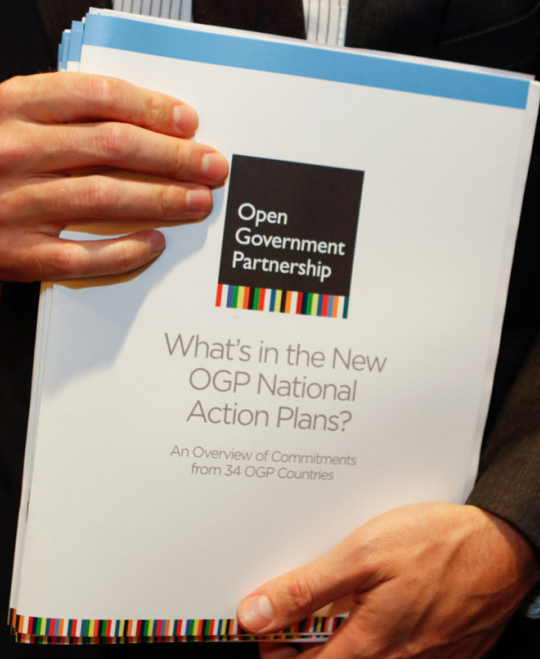 Open
Government
Partnership
What's in the New
OGP National
Action Plans?
An Overview of Commitments
from 34 OGP Countries